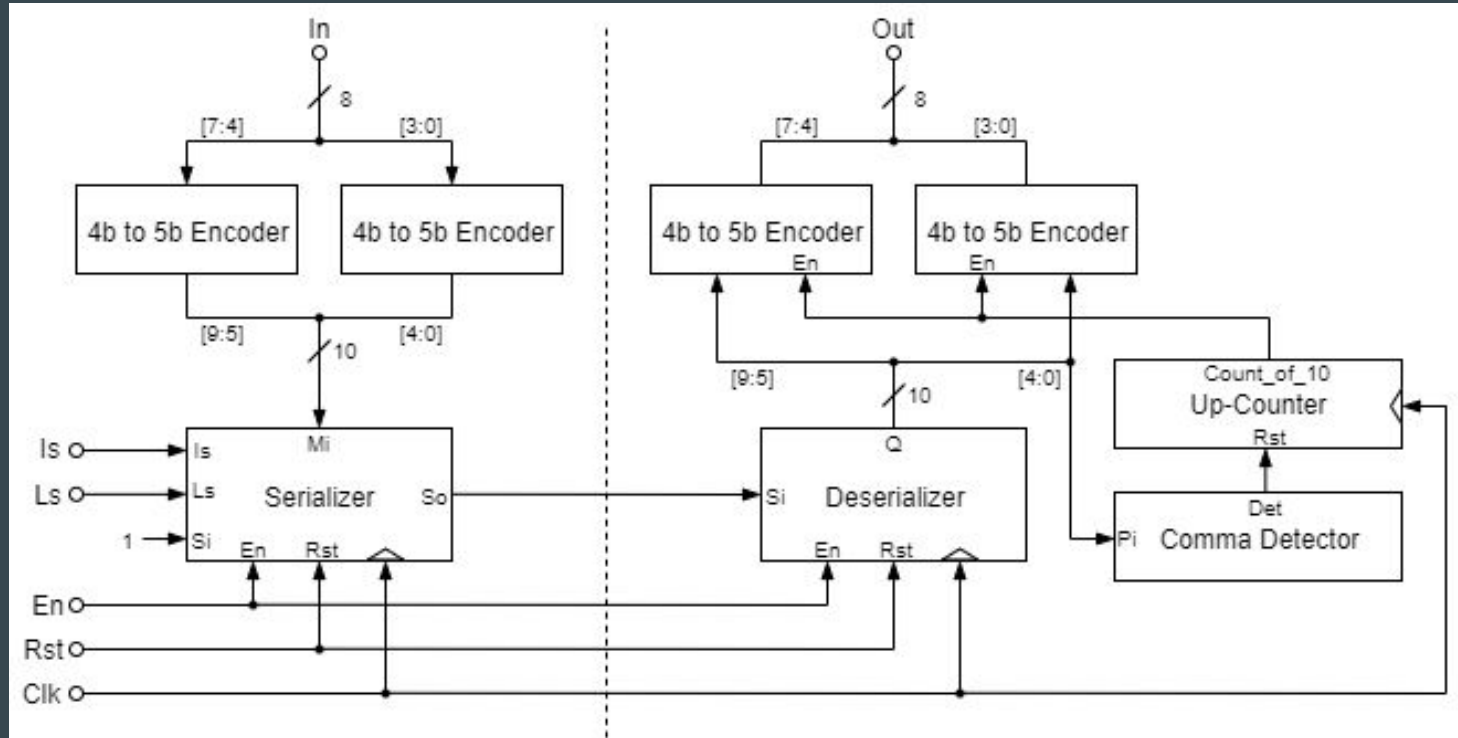 In
Out
8
8
[7:4]
[3:0]
[7:4]
[3:0]
4b to 5b Encoder
4b to 5b Encoder
4b to 5b Encoder
4b to 5b Encoder
En
En
[9:5]
[4:0]
10
[9:5]
[4:0]
10
Count_of_10
Up-Counter
Rst
Is
Is
Mi
Q
Ls
Ls
Serializer
So
Si
Deserializer
Det
1
Si
Pi
Comma Detector
En
Rst
En
Rst
En
Rst
Clk